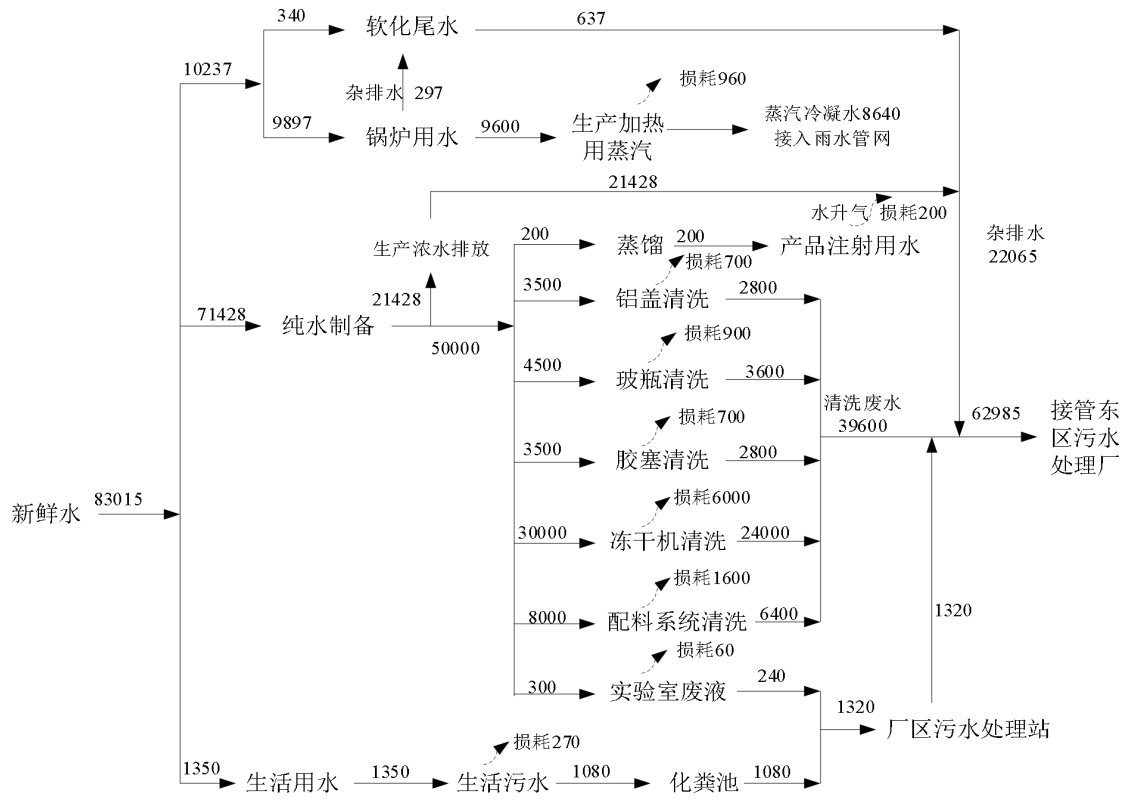 340
软化尾水
637
10237
杂排水 297
损耗960
9897
锅炉用水
9600
生产加热
用蒸汽
蒸汽冷凝水8640
接入雨水管网
21428
水升气 损耗200
生产浓水排放
200
蒸馏
200
产品注射用水
杂排水
22065
损耗700
3500
铝盖清洗
2800
71428
纯水制备
21428
50000
损耗900
4500
玻瓶清洗
3600
清洗废水
39600
62985
接管东
区污水
处理厂
损耗700
3500
胶塞清洗
2800
新鲜水
83015
损耗6000
30000
冻干机清洗
24000
损耗1600
8000
配料系统清洗
6400
1320
损耗60
300
实验室废液
240
1320
厂区污水处理站
损耗270
1350
生活用水
1350
生活污水
1080
化粪池
1080